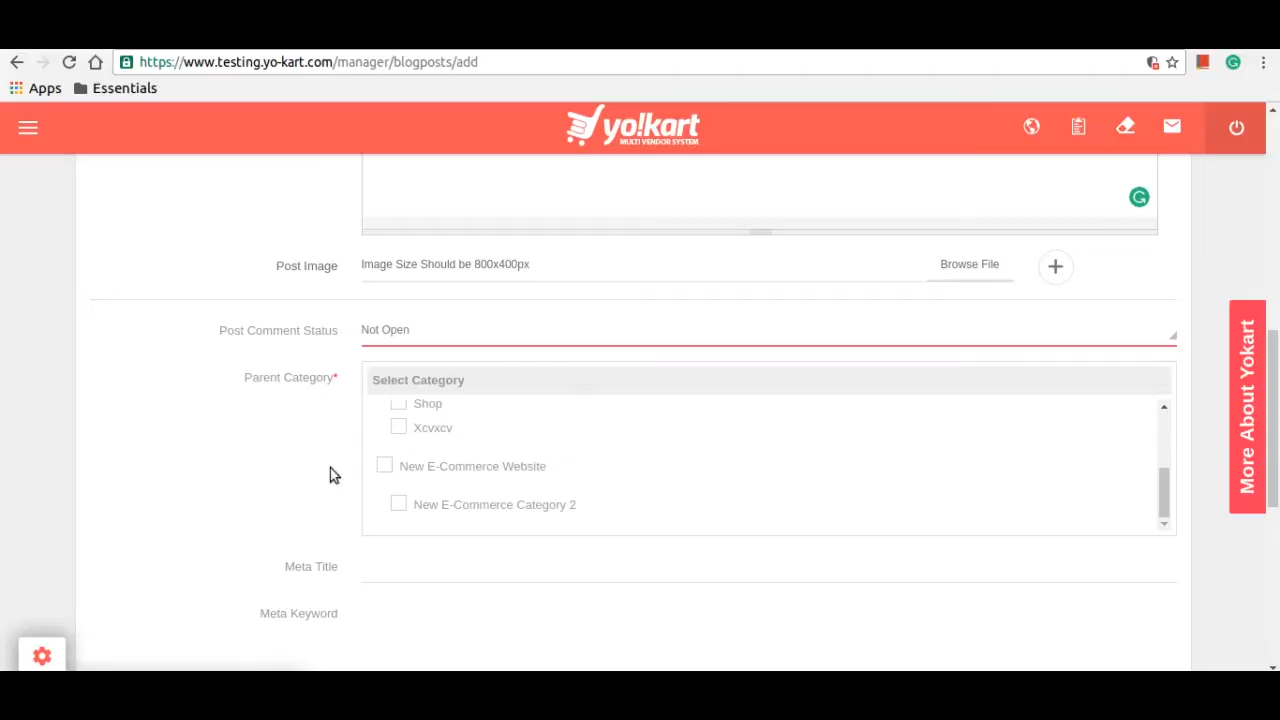 https://www.testing.yo-kart.com/manager/blogposts/add
Apps Essentials
yo!kart
MULTI VENDOR SYSTEM
Post Image Image Size Should be 800x400px Browse File
Post Comment Status Not Open
Parent Category* Select Category
Shop
Xcvxcv
New E-Commerce Website
New E-Commerce Category 2
Meta Title
Meta Keyword
More About Yokart